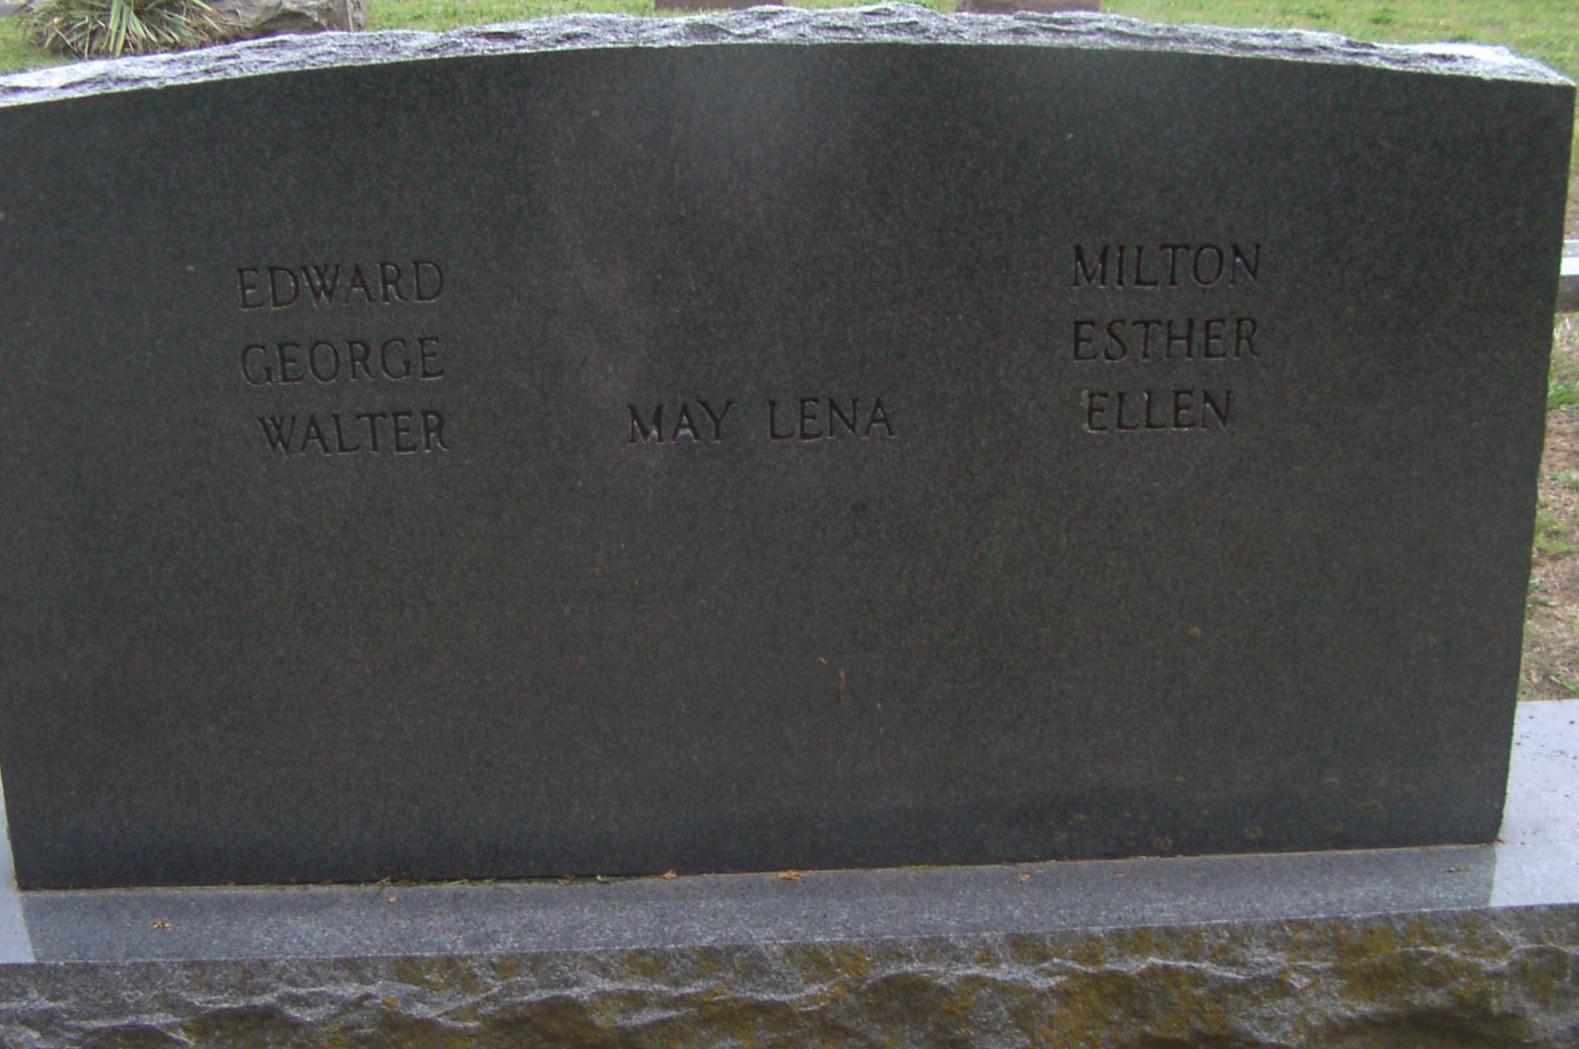 EDWARD
GEORGE
WALTER
MAY LENA
MILTON
ESTHER
ELLEN